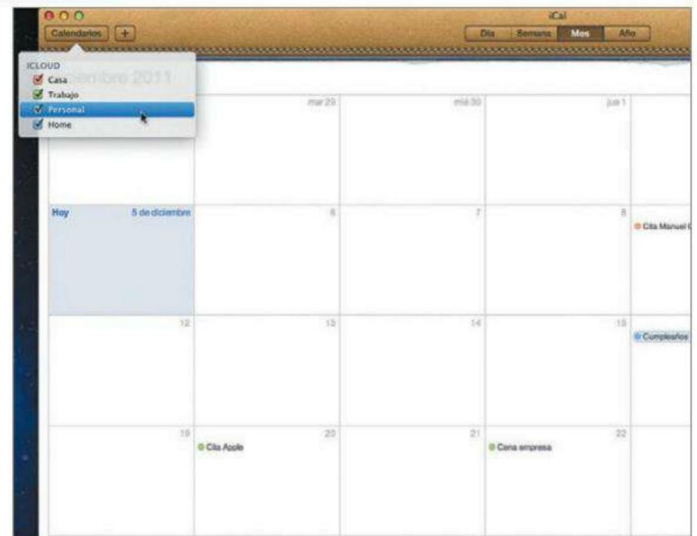 iCal
Calendarios + Día Semana Mes Año
ICLOUD
Casa
Trabajo
Personal
Home
2011
mar 29 mié 30 jue 1
Hoy 5 de diciembre 6 7 8
Cita Manuel
12 13 14 15
Cumpleaños
19 20 21 22
Cita Apple Cena empresa